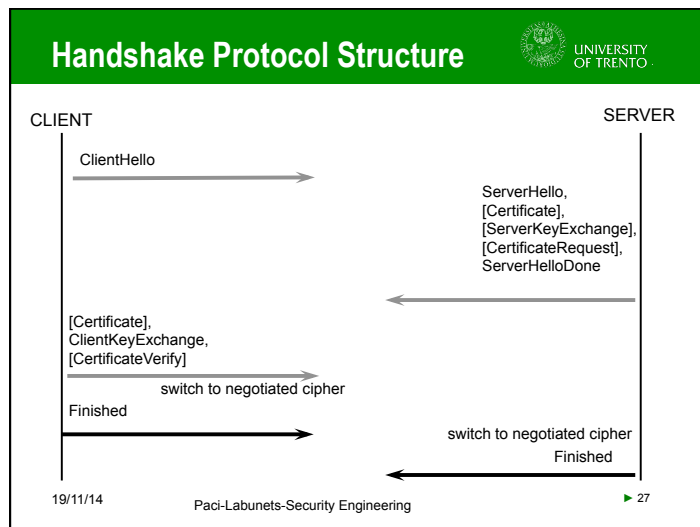 Handshake Protocol Structure
UNIVERSITY
OF TRENTO
CLIENT
SERVER
ClientHello
ServerHello,
[Certificate],
[ServerKeyExchange],
[CertificateRequest],
ServerHelloDone
[Certificate],
ClientKeyExchange,
[CertificateVerify]
switch to negotiated cipher
Finished
switch to negotiated cipher
Finished
19/11/14
Paci-Labunets-Security Engineering
► 27